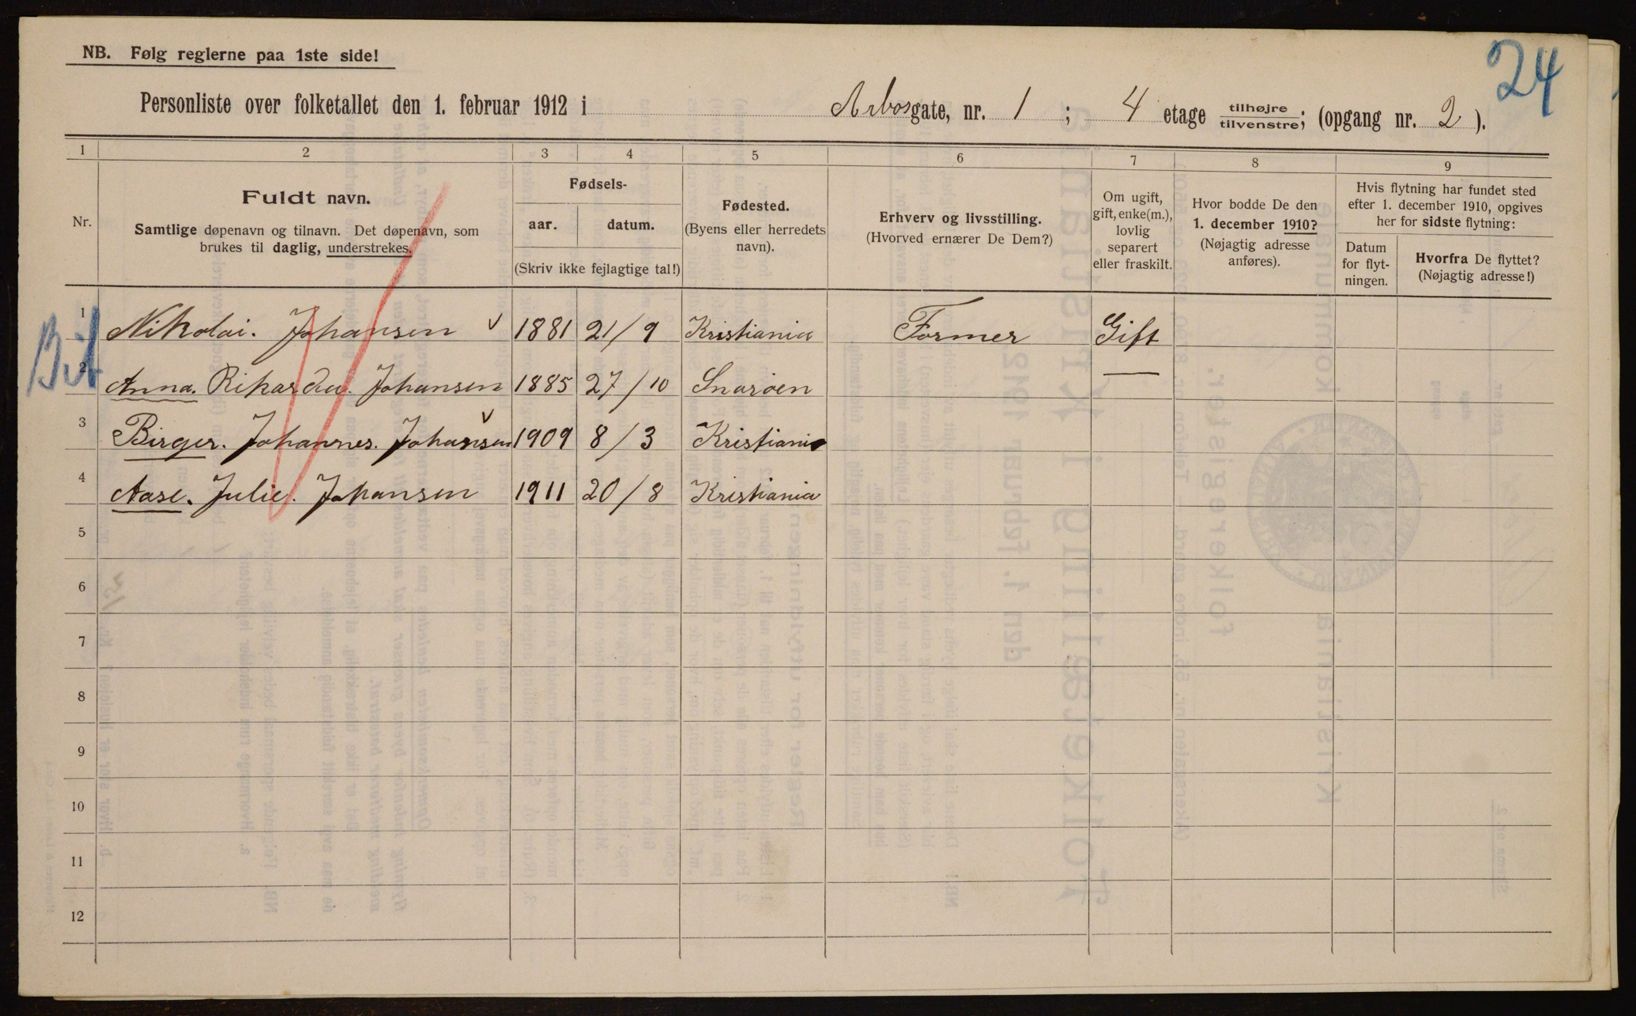 NB. Følg reglerne paa 1ste side!
24
Personliste over folketallet den 1. februar 1912 i Arbosgate, nr. 1; 4 etage tilhøjre tilvenstre; (opgang nr. 2).
1 2 3 4 5 6 7 8 9
Nr.
Fuldt navn.
Samtlige døpenavn og tilnavn. Det døpenavn, som
brukes til daglig, understrekes.
Fødsels-
aar. datum.
(Skriv ikke fejlagtige tal!)
Fødested.
(Byens eller herredets
navn).
Erhverv og livsstilling.
(Hvorved ernærer De Dem?)
Om ugift,
gift, enke(m.),
lovlig
separert
eller fraskilt.
Hvor bodde De den
1. december 1910?
(Nøjagtig adresse
anføres).
Hvis flytning har fundet sted
efter 1. december 1910, opgives
her for sidste flytning:
Datum
for flyt-
ningen.
Hvorfra De flyttet?
(Nøjagtig adresse!)
1 Nikolai. Johansen 1881 21/9 Kristiania Former Gift
2 Anna. Rikarda. Johansen 1885 27/10 Snarøen
3 Birger. Johannes. Johansen 1909 8/3 Kristiania
4 Aase. Julie. Johansen 1911 20/8 Kristiania
5
6
7
8
9
10
11
12